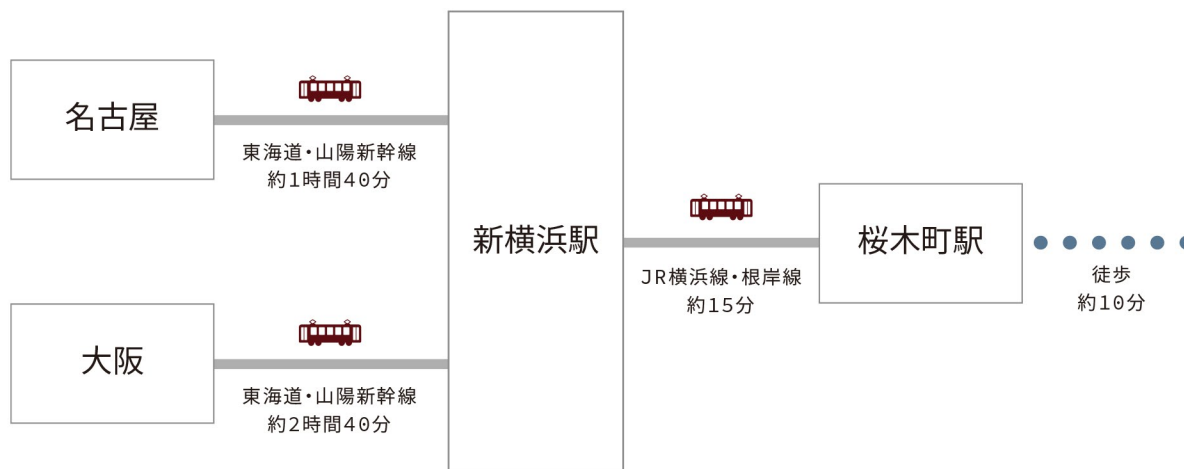 名古屋
東海道・山陽新幹線
約1時間40分
大阪
東海道・山陽新幹線
約2時間40分
新横浜駅
JR横浜線・根岸線
約15分
桜木町駅
徒歩
約10分